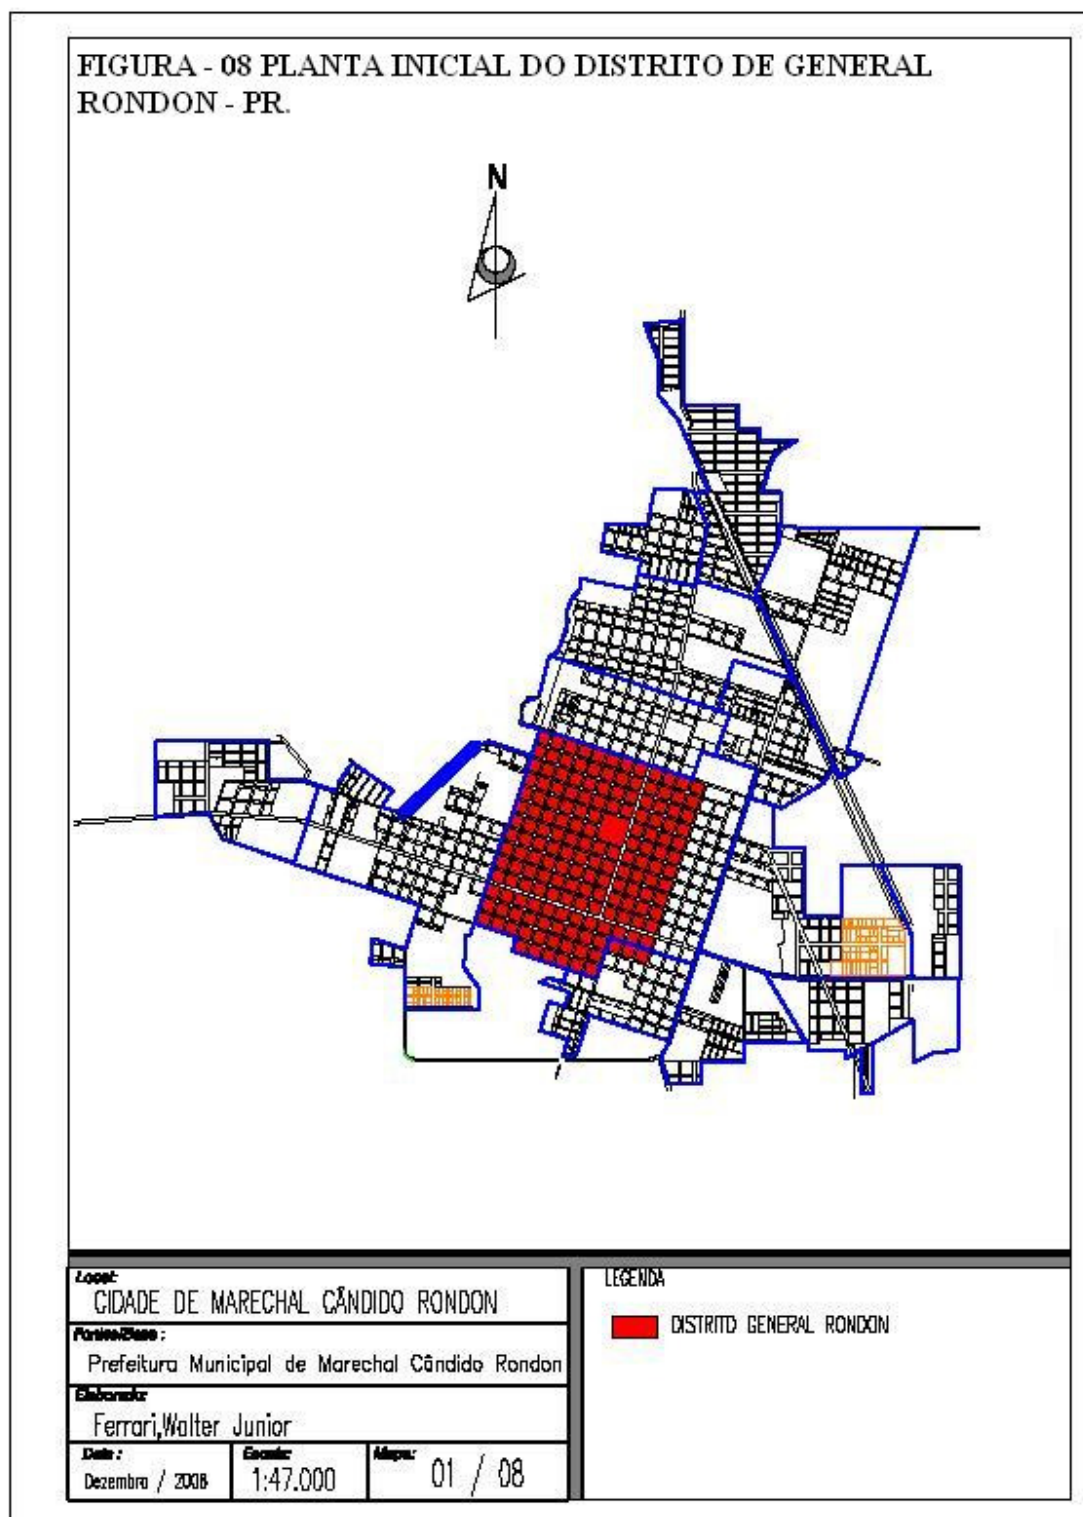 FIGURA - 08 PLANTA INICIAL DO DISTRITO DE GENERAL
RONDON - PR.
N
Local:
CIDADE DE MARECHAL CÂNDIDO RONDON
Prefeitura Municipal de Marechal Cândido Rondon
Elaborado:
Ferrari,Walter Junior
Data :
Dezembro / 2008
Escala:
1:47.000
Mapa:
01 / 08
LEGENDA
DISTRITO GENERAL RONDON